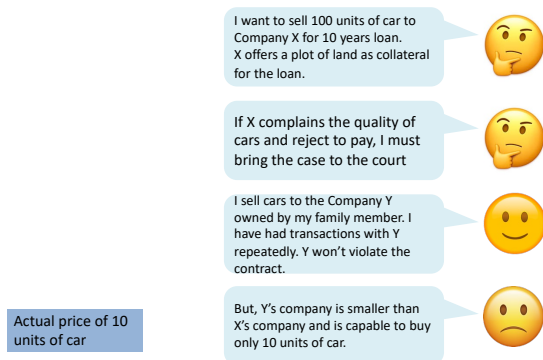 I want to sell 100 units of car to
Company X for 10 years loan.
X offers a plot of land as collateral
for the loan.
If X complains the quality of
cars and reject to pay, I must
bring the case to the court
I sell cars to the Company Y
owned by my family member. I
have had transactions with Y
repeatedly. Y won't violate the
contract.
But, Y's company is smaller than
X's company and is capable to buy
only 10 units of car.
Actual price of 10
units of car